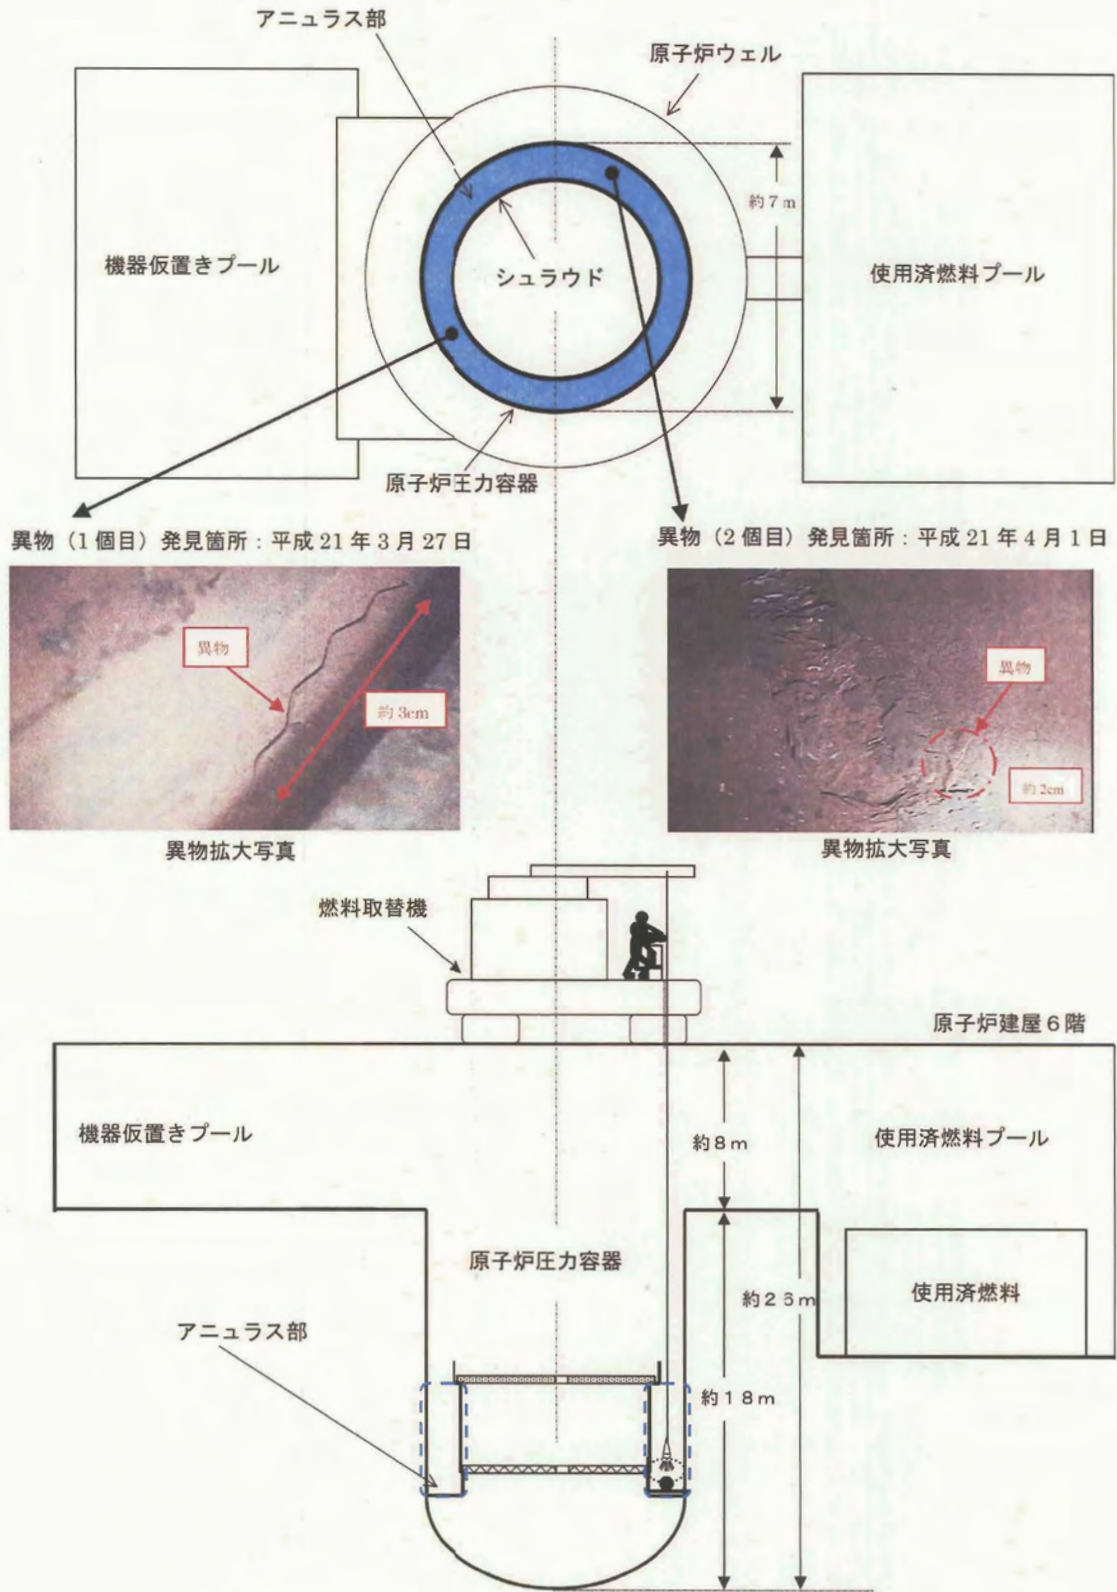 アニュラス部
原子炉ウェル
約7m
機器仮置きプール
シュラウド
使用済燃料プール
原子炉圧力容器
異物（1個目）発見箇所：平成21年3月27日
異物（2個目）発見箇所：平成21年4月1日
異物
約3cm
異物
約2cm
異物拡大写真
異物拡大写真
燃料取替機
原子炉建屋6階
機器仮置きプール
約8m
使用済燃料プール
原子炉圧力容器
約26m
使用済燃料
アニュラス部
約18m